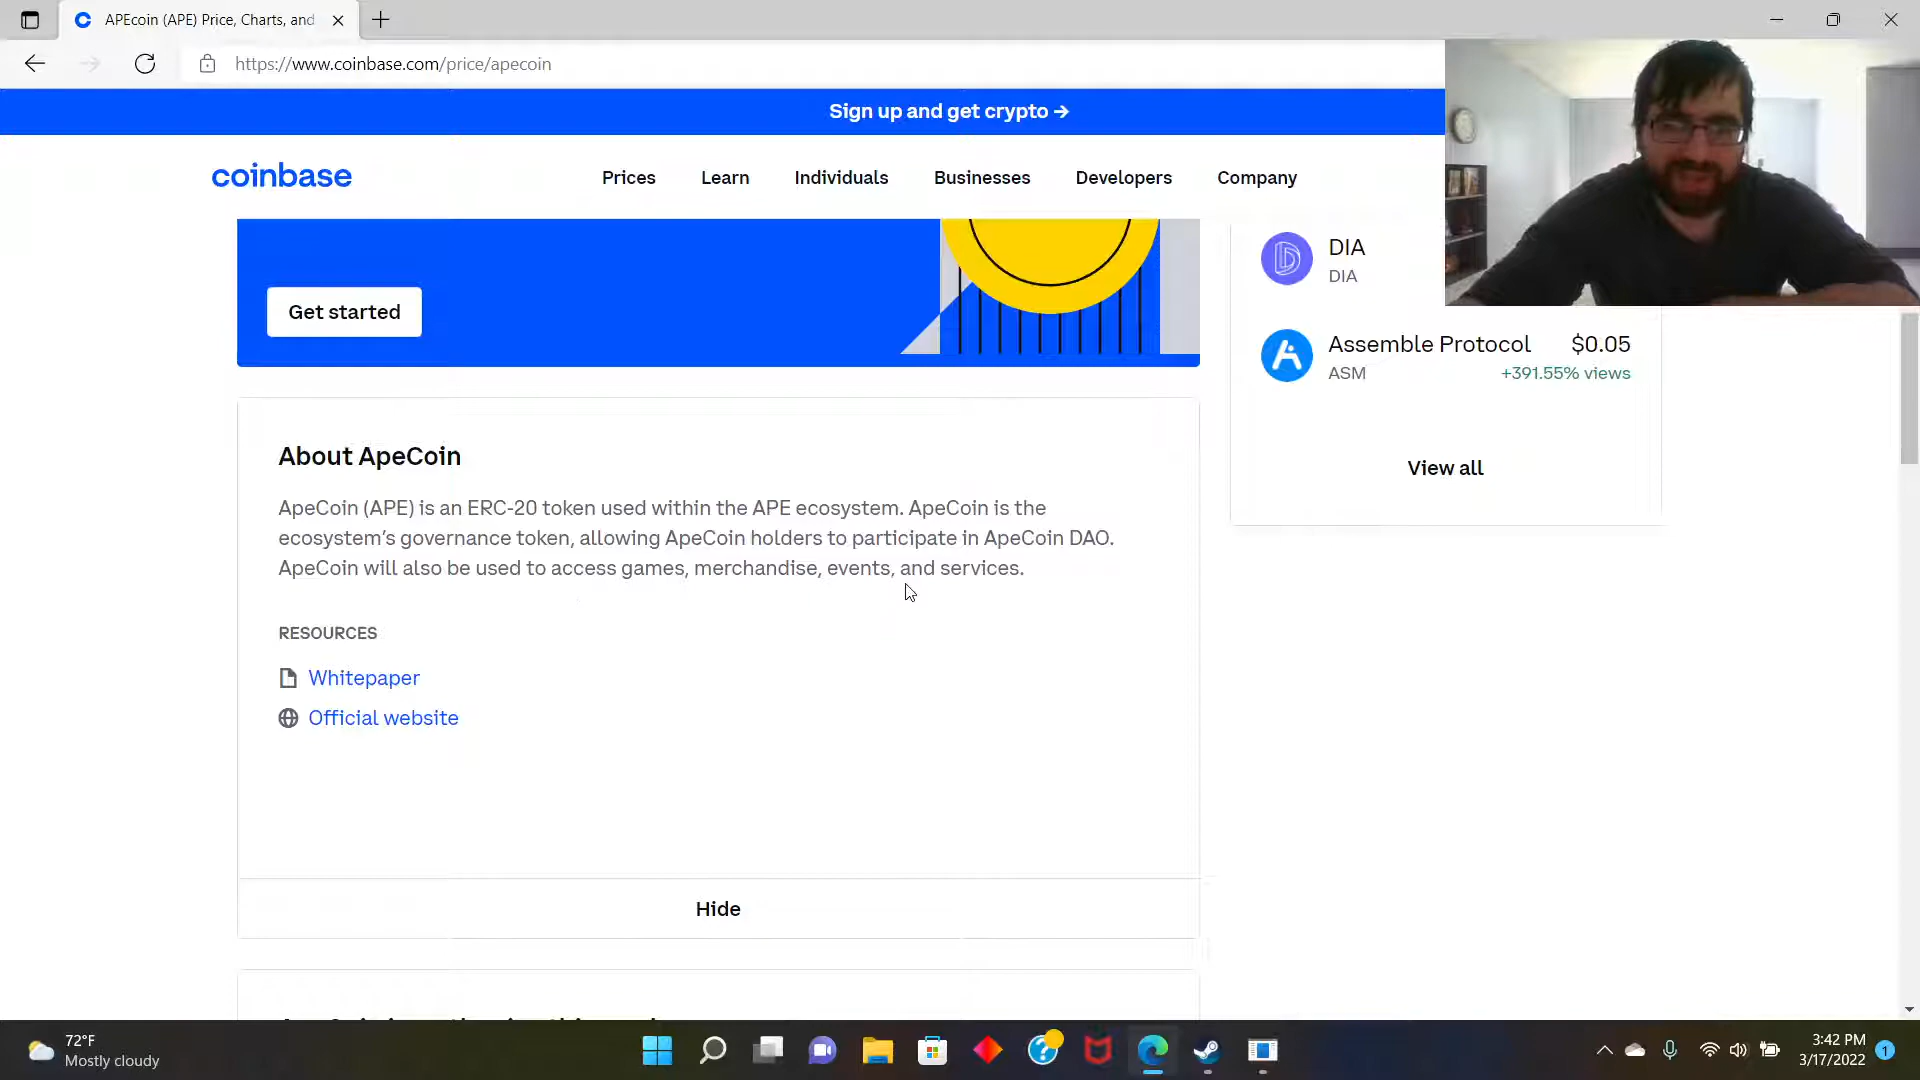 APEcoin (APE) Price, Charts, and
https://www.coinbase.com/price/apecoin
Sign up and get crypto →
coinbase
Prices
Learn
Individuals
Businesses
Developers
Company
Get started
DIA
DIA
Assemble Protocol $0.05
ASM +391.55% views
View all
About ApeCoin
ApeCoin (APE) is an ERC-20 token used within the APE ecosystem. ApeCoin is the
ecosystem's governance token, allowing ApeCoin holders to participate in ApeCoin DAO.
ApeCoin will also be used to access games, merchandise, events, and services.
RESOURCES
Whitepaper
Official website
Hide
72°F
Mostly cloudy
3:42 PM
3/17/2022
1